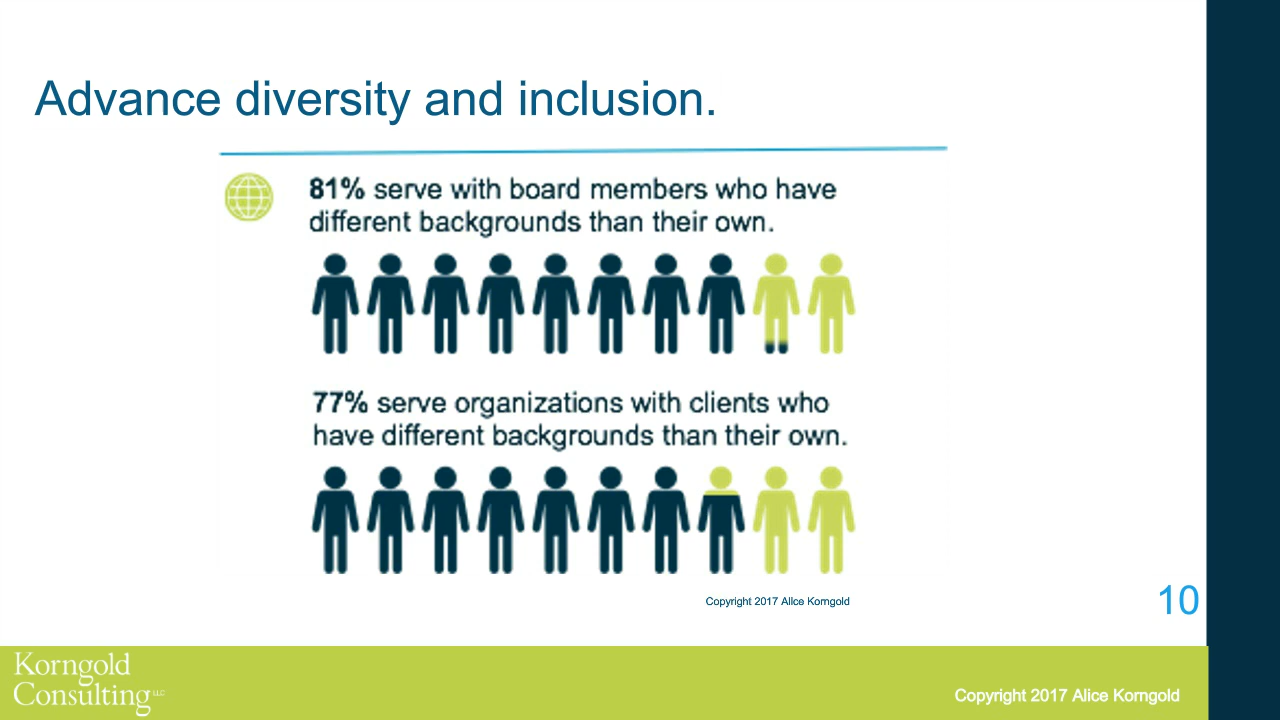 Advance diversity and inclusion.
81% serve with board members who have
different backgrounds than their own.
77% serve organizations with clients who
have different backgrounds than their own.
Copyright 2017 Alice Korngold
10
Korngold
Consulting LLC
Copyright 2017 Alice Korngold